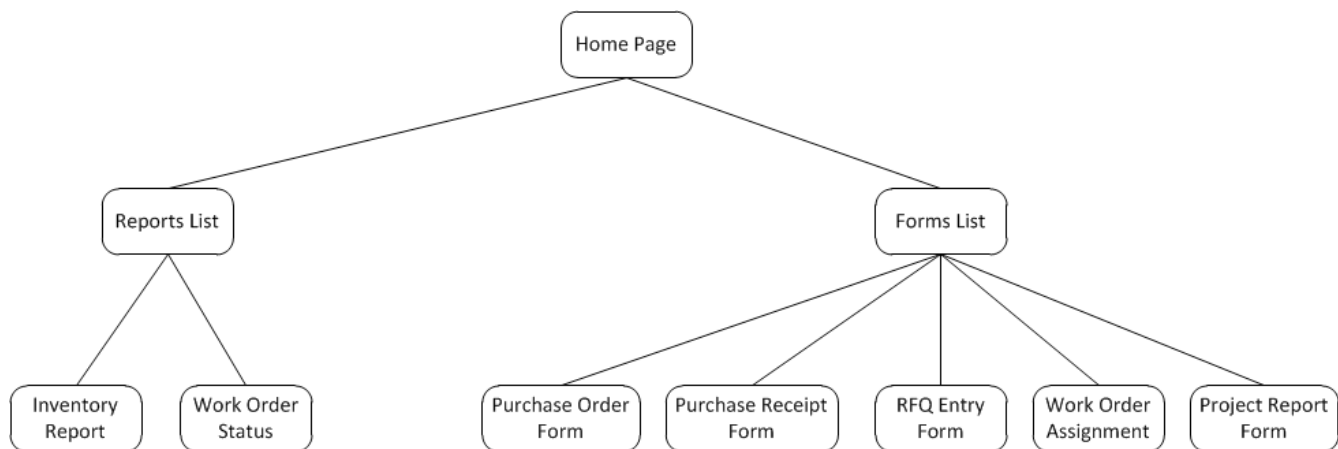 Home Page
Reports List
Forms List
Inventory
Report
Work Order
Status
Purchase Order
Form
Purchase Receipt
Form
RFQ Entry
Form
Work Order
Assignment
Project Report
Form